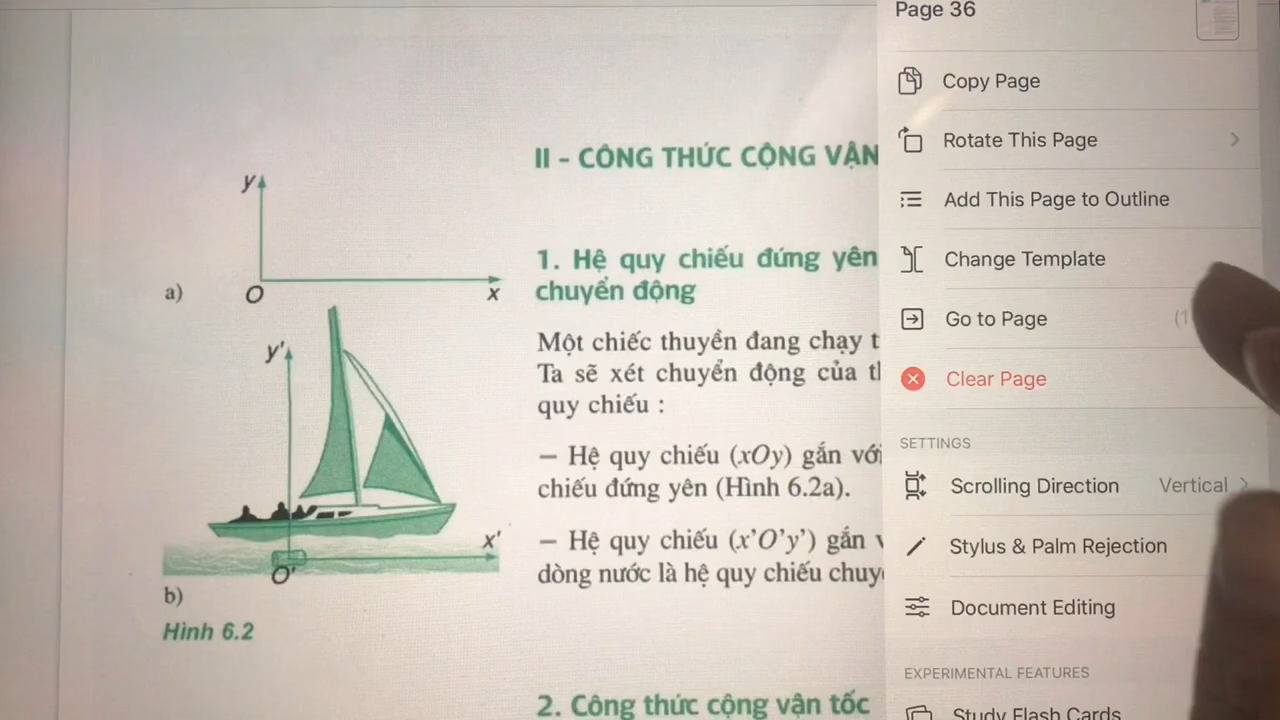 Page 36
Copy Page
Rotate This Page
Add This Page to Outline
Change Template
Go to Page (1
Clear Page
SETTINGS
Scrolling Direction Vertical
Stylus & Palm Rejection
Document Editing
EXPERIMENTAL FEATURES
Study Flash Cards
II - CÔNG THỨC CỘNG VẬN
1. Hệ quy chiếu đứng yên
chuyển động
Một chiếc thuyền đang chạy
Ta sẽ xét chuyển động của
quy chiếu :
– Hệ quy chiếu (xOy) gắn với
chiếu đứng yên (Hình 6.2a).
– Hệ quy chiếu (x’O’y’) gắn
dòng nước là hệ quy chiếu
2. Công thức cộng vận tốc
y
O
x
a)
y'
x'
O'
b)
Hình 6.2